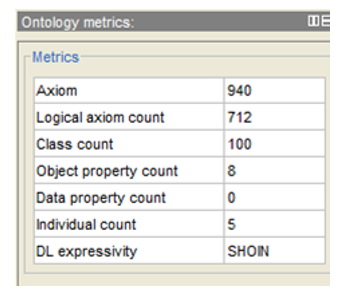 Ontology metrics:
Metrics
Axiom 940
Logical axiom count 712
Class count 100
Object property count 8
Data property count 0
Individual count 5
DL expressivity SHOIN